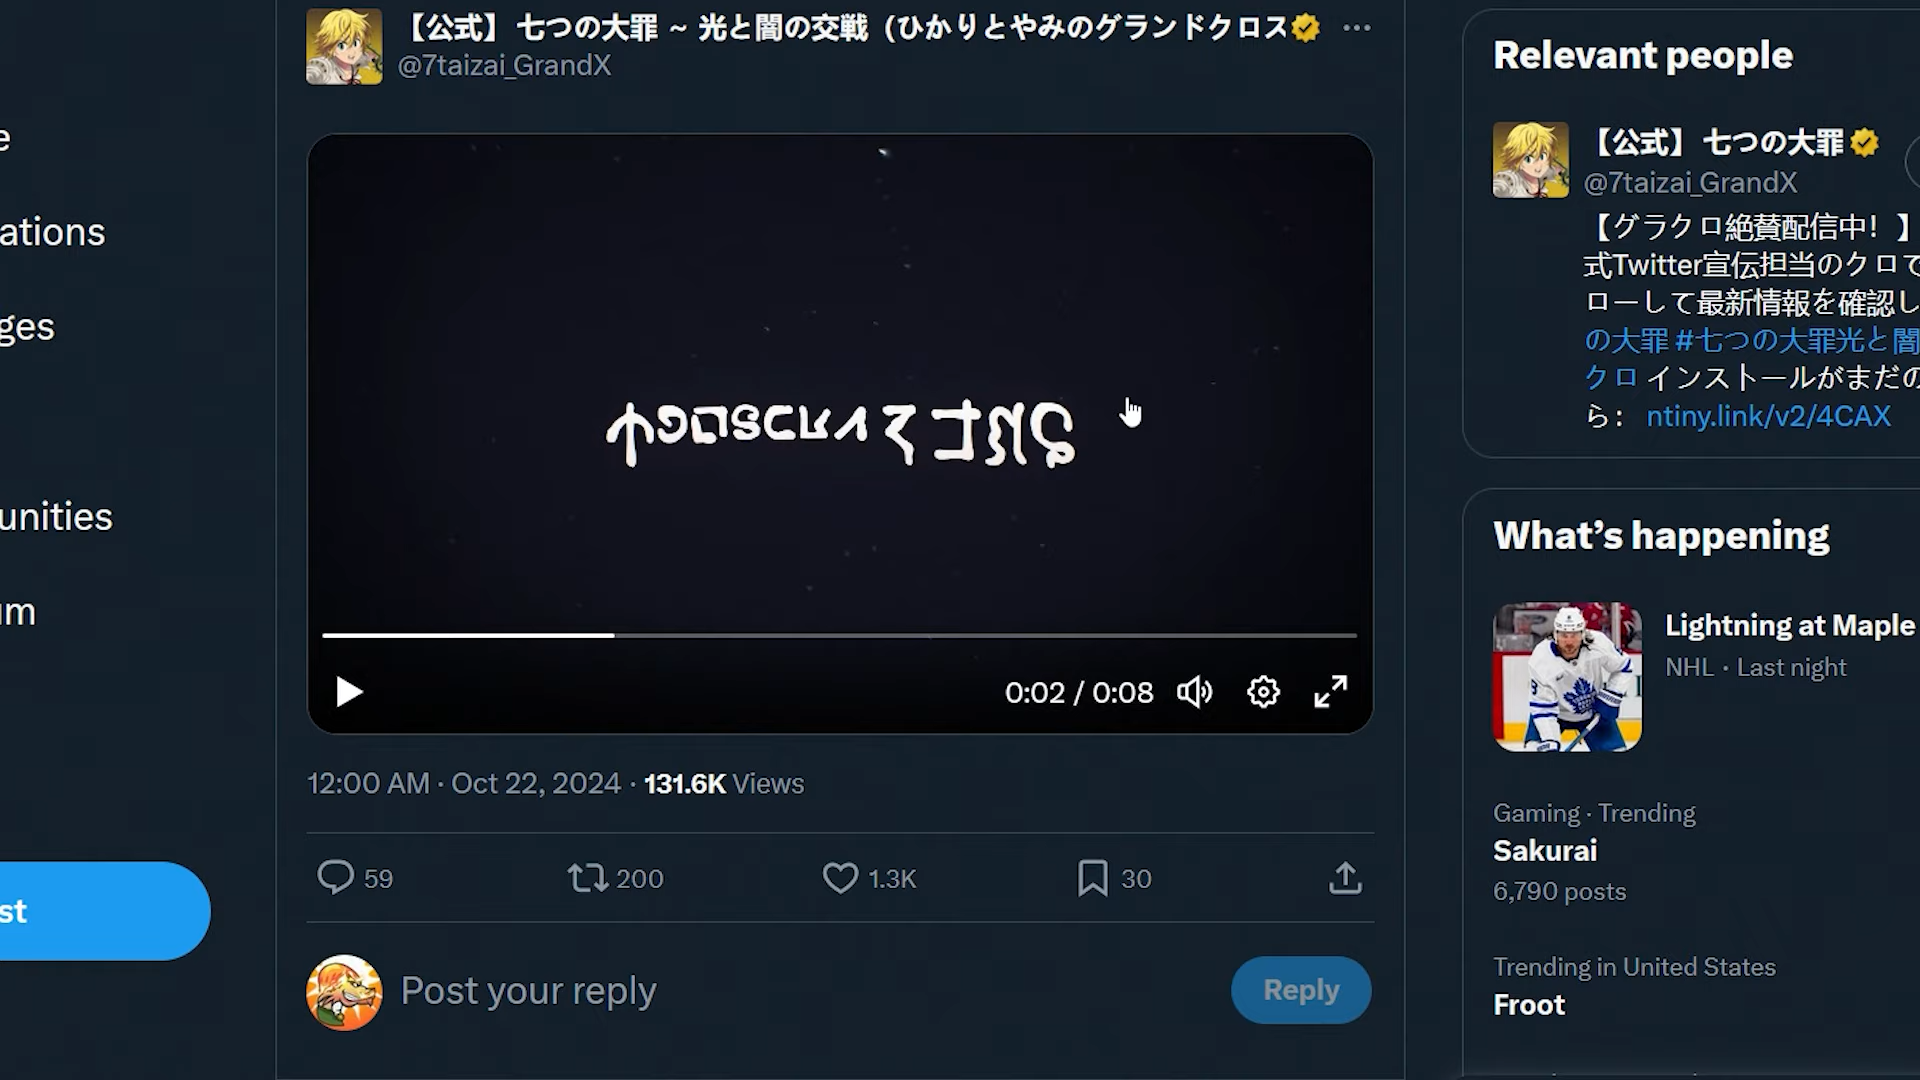 【公式】七つの大罪 ~ 光と闇の交戦 (ひかりとやみのグランドクロス
@7taizai_GrandX
0:02 / 0:08
12:00 AM · Oct 22, 2024 · 131.6K Views
59 200 1.3K 30
Post your reply
Reply
e
ations
ges
unities
um
st
Relevant people
【公式】七つの大罪
@7taizai_GrandX
【グラクロ絶賛配信中！】
式Twitter宣伝担当のクロで
ローして最新情報を確認し
の大罪 #七つの大罪光と闇
クロ インストールがまだの
ら： ntiny.link/v2/4CAX
What's happening
Lightning at Maple
NHL · Last night
Gaming · Trending
Sakurai
6,790 posts
Trending in United States
Froot